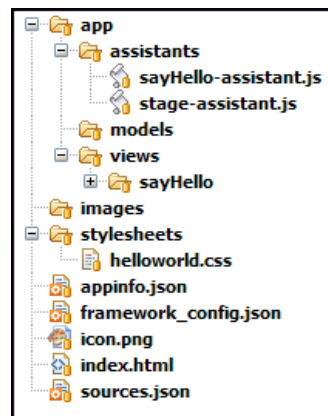 app
assistants
sayHello-assistant.js
stage-assistant.js
models
views
sayHello
images
stylesheets
helloworld.css
appinfo.json
framework_config.json
icon.png
index.html
sources.json